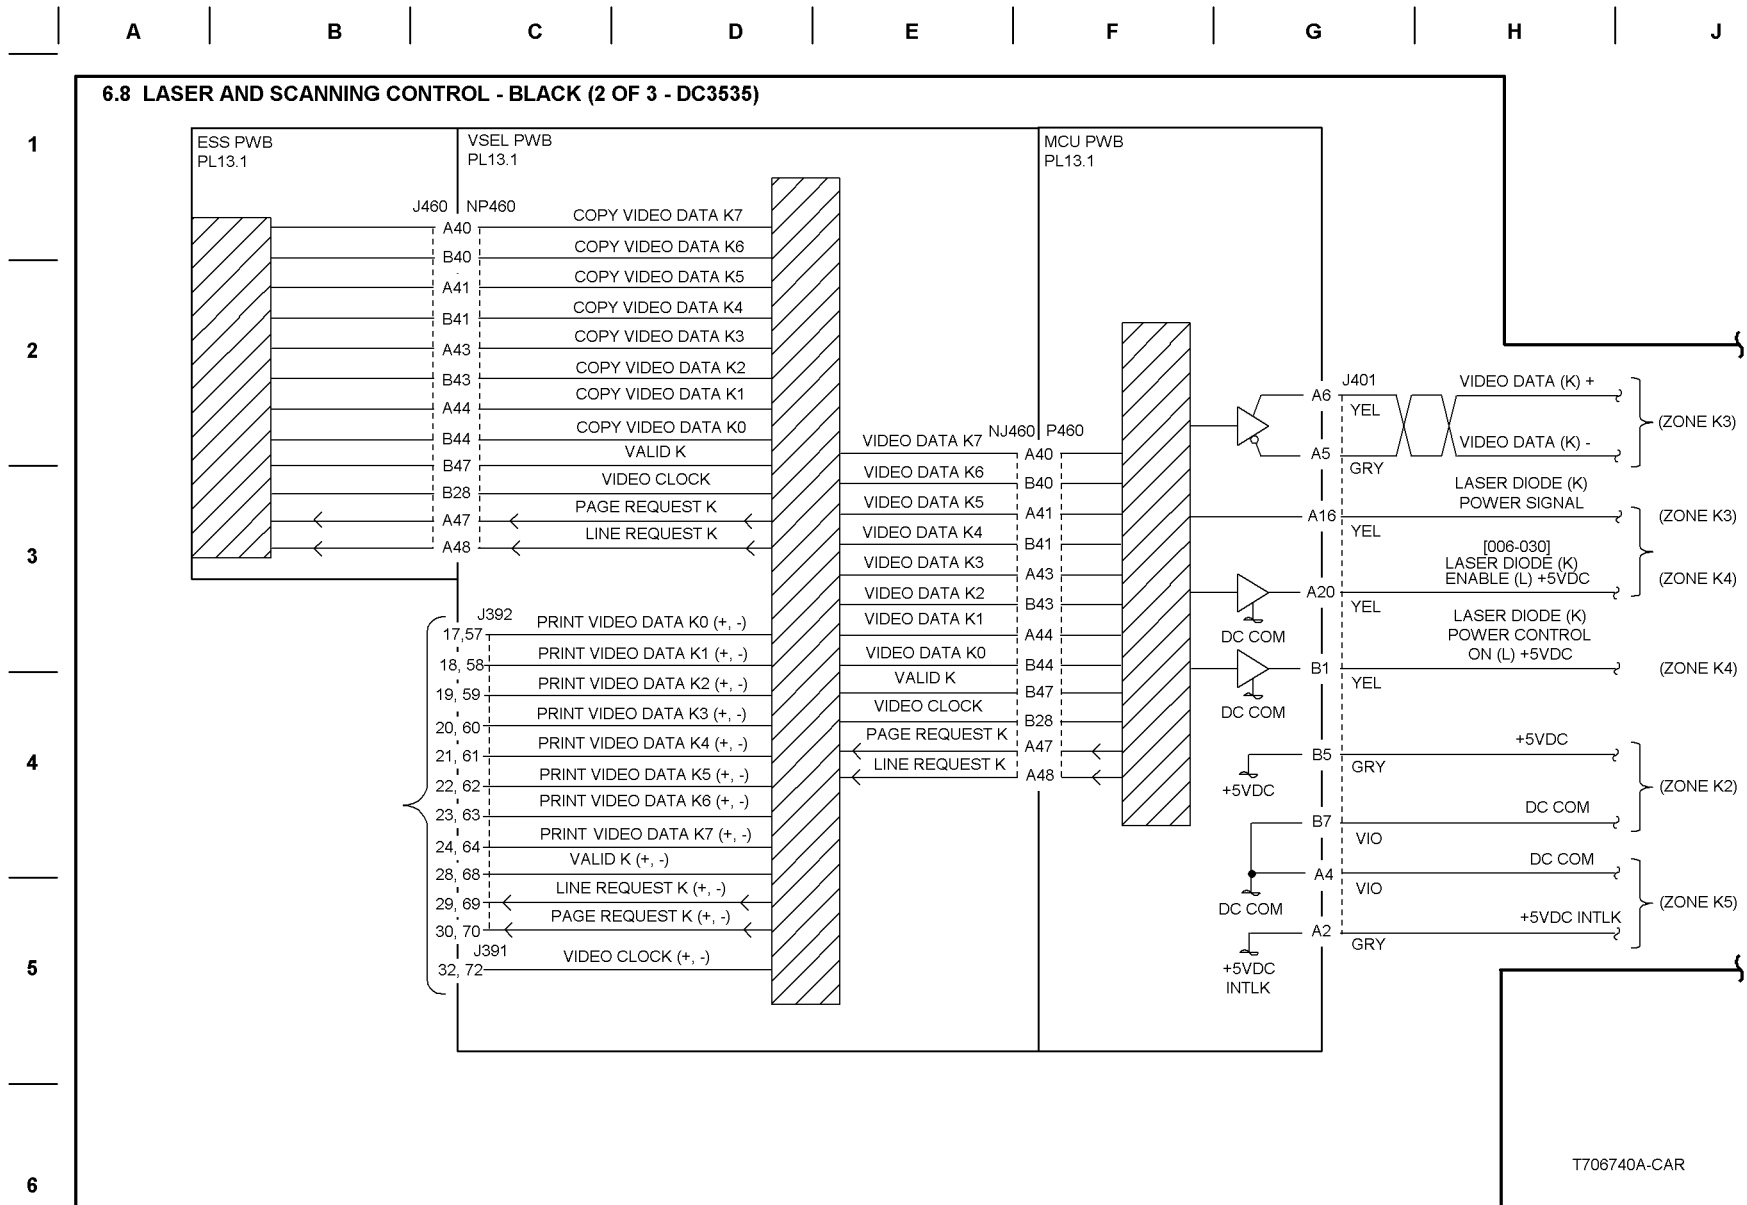 A B C D E F G H J
6.8 LASER AND SCANNING CONTROL - BLACK (2 OF 3 - DC3535)
1
2
3
4
5
6
ESS PWB
PL13.1
VSEL PWB
PL13.1
MCU PWB
PL13.1
J460 NP460
A40 COPY VIDEO DATA K7
B40 COPY VIDEO DATA K6
A41 COPY VIDEO DATA K5
B41 COPY VIDEO DATA K4
A43 COPY VIDEO DATA K3
B43 COPY VIDEO DATA K2
A44 COPY VIDEO DATA K1
B44 COPY VIDEO DATA K0
B47 VALID K
B28 VIDEO CLOCK
A47 PAGE REQUEST K
A48 LINE REQUEST K
J392
17,57 PRINT VIDEO DATA K0 (+, -)
18, 58 PRINT VIDEO DATA K1 (+, -)
19, 59 PRINT VIDEO DATA K2 (+, -)
20, 60 PRINT VIDEO DATA K3 (+, -)
21, 61 PRINT VIDEO DATA K4 (+, -)
22, 62 PRINT VIDEO DATA K5 (+, -)
23, 63 PRINT VIDEO DATA K6 (+, -)
24, 64 PRINT VIDEO DATA K7 (+, -)
28, 68 VALID K (+, -)
29, 69 LINE REQUEST K (+, -)
30, 70 PAGE REQUEST K (+, -)
J391
32, 72 VIDEO CLOCK (+, -)
NJ460 P460
VIDEO DATA K7 A40
VIDEO DATA K6 B40
VIDEO DATA K5 A41
VIDEO DATA K4 B41
VIDEO DATA K3 A43
VIDEO DATA K2 B43
VIDEO DATA K1 A44
VIDEO DATA K0 B44
VALID K B47
VIDEO CLOCK B28
PAGE REQUEST K A47
LINE REQUEST K A48
J401
A6 YEL VIDEO DATA (K) +
(ZONE K3)
A5 GRY VIDEO DATA (K) -
LASER DIODE (K)
POWER SIGNAL
A16 YEL (ZONE K3)
[006-030]
LASER DIODE (K)
ENABLE (L) +5VDC
A20 YEL (ZONE K4)
DC COM
LASER DIODE (K)
POWER CONTROL
ON (L) +5VDC
B1 YEL (ZONE K4)
DC COM
B5 GRY +5VDC
+5VDC
(ZONE K2)
B7 VIO DC COM
A4 VIO DC COM
DC COM
(ZONE K5)
A2 GRY +5VDC INTLK
+5VDC
INTLK
T706740A-CAR